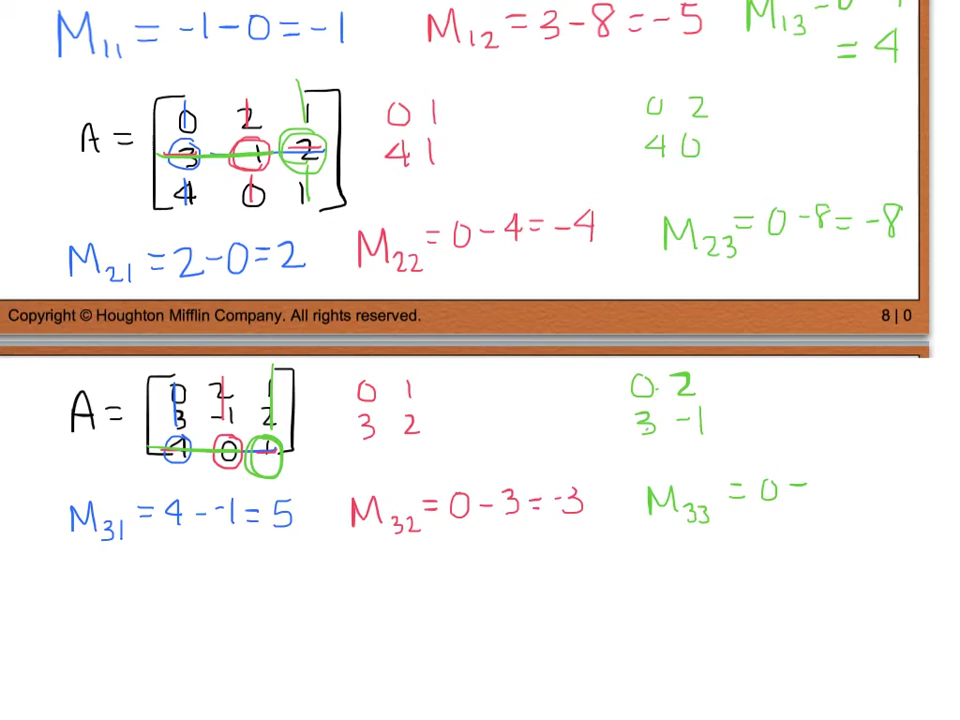 M11 = -1 - 0 = -1
M12 = 3 - 8 = -5
M13
= 4
A = [0 2 1
3 -1 2
4 0 1]
0 1
4 1
0 2
4 0
M21 = 2 - 0 = 2
M22 = 0 - 4 = -4
M23 = 0 - 8 = -8
Copyright © Houghton Mifflin Company. All rights reserved.
8 | 0
A = [0 2 1
3 -1 2
4 0 1]
0 1
3 2
0 2
3 -1
M31 = 4 - -1 = 5
M32 = 0 - 3 = -3
M33 = 0 -